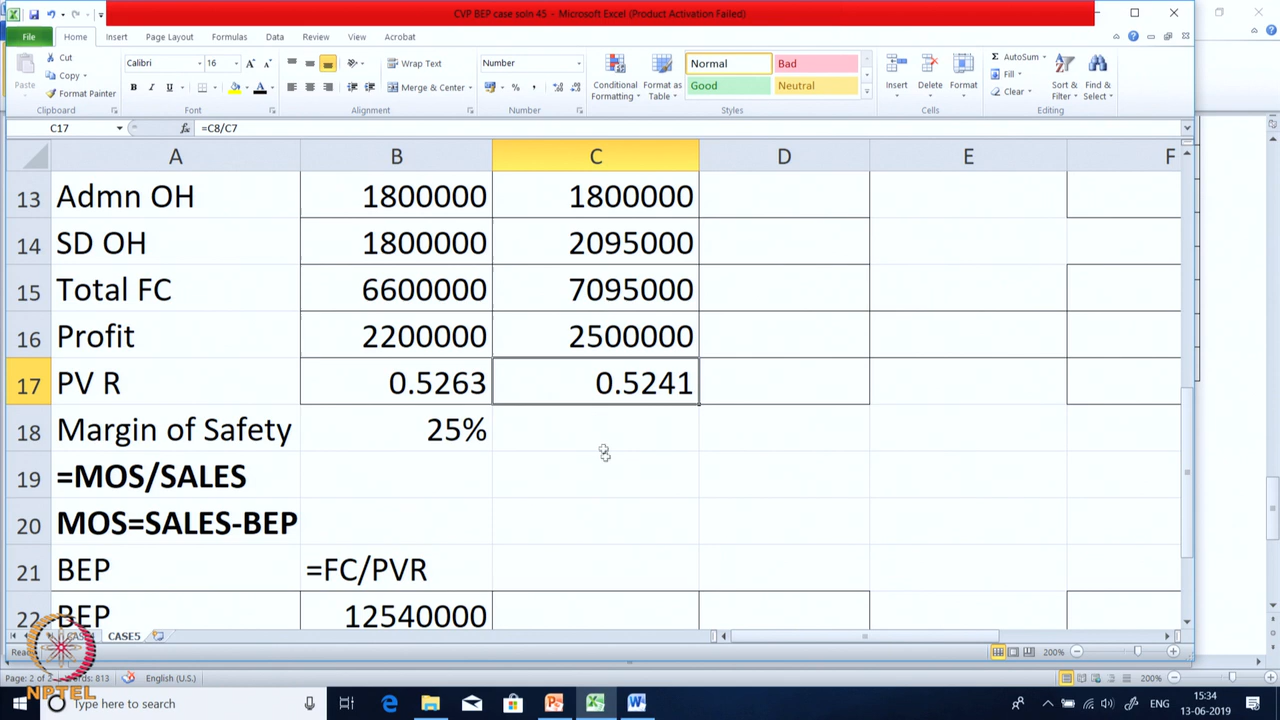 CVP BEP case soln 45 - Microsoft Excel (Product Activation Failed)
File Home Insert Page Layout Formulas Data Review View Acrobat
Paste Cut Copy Format Painter
Clipboard
Calibri 16
B I U
Font
Wrap Text
Merge & Center
Alignment
Number
Number
Conditional Formatting
Format as Table
Normal Bad
Good Neutral
Styles
Insert Delete Format
Cells
AutoSum
Fill
Clear
Sort & Filter
Find & Select
Editing
C17 fx =C8/C7
A B C D E F
13 Admn OH 1800000 1800000
14 SD OH 1800000 2095000
15 Total FC 6600000 7095000
16 Profit 2200000 2500000
17 PV R 0.5263 0.5241
18 Margin of Safety 25%
19 =MOS/SALES
20 MOS=SALES-BEP
21 BEP =FC/PVR
22 BEP 12540000
CASE5
200%
English (U.S.) 200%
NPTEL
Type here to search
ENG
15:34
13-06-2019